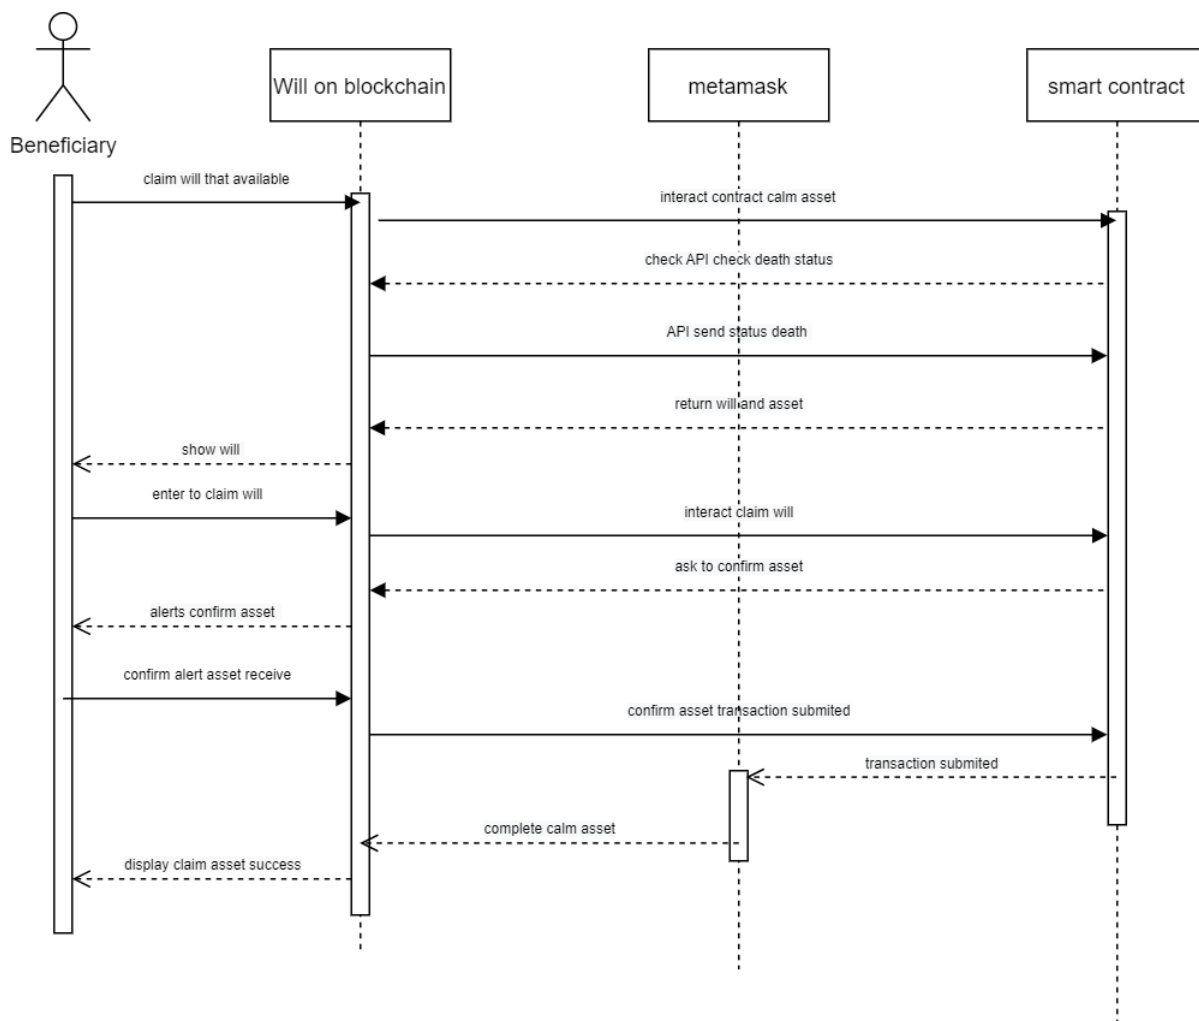 Will on blockchain
metamask
smart contract
Beneficiary
claim will that available
interact contract calm asset
check API check death status
API send status death
return will and asset
show will
enter to claim will
interact claim will
ask to confirm asset
alerts confirm asset
confirm alert asset receive
confirm asset transaction submited
transaction submited
complete calm asset
display claim asset success